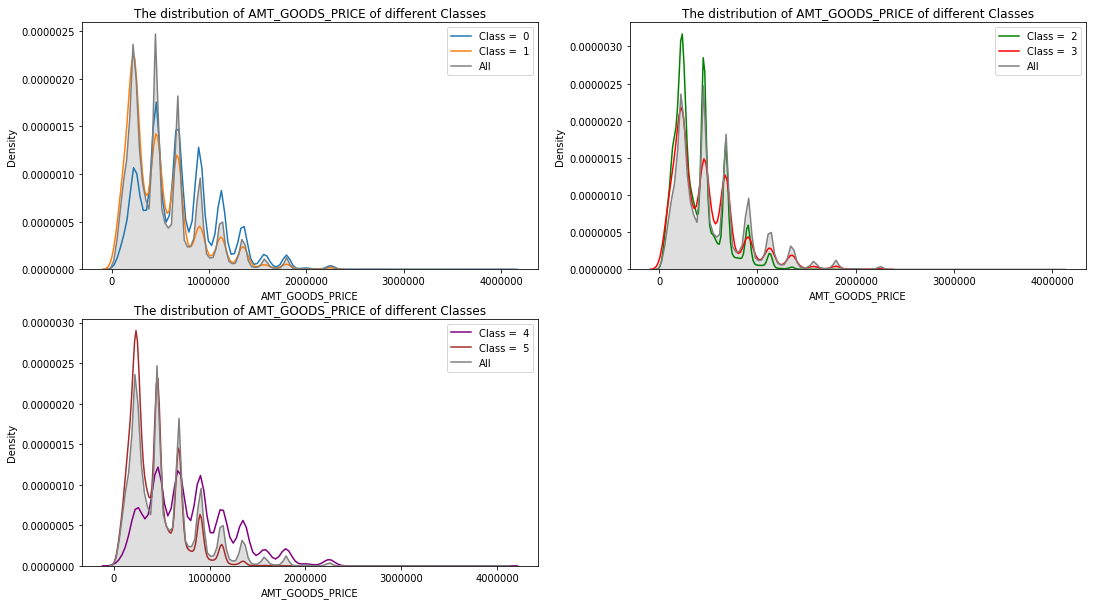 The distribution of AMT_GOODS_PRICE of different Classes
0.0000025
0.0000020
0.0000015
0.0000010
0.0000005
0.0000000
Density
Class = 0
Class = 1
All
0 1000000 2000000 3000000 4000000
AMT_GOODS_PRICE
The distribution of AMT_GOODS_PRICE of different Classes
0.0000030
0.0000025
0.0000020
0.0000015
0.0000010
0.0000005
0.0000000
Density
Class = 2
Class = 3
All
0 1000000 2000000 3000000 4000000
AMT_GOODS_PRICE
The distribution of AMT_GOODS_PRICE of different Classes
0.0000030
0.0000025
0.0000020
0.0000015
0.0000010
0.0000005
0.0000000
Density
Class = 4
Class = 5
All
0 1000000 2000000 3000000 4000000
AMT_GOODS_PRICE